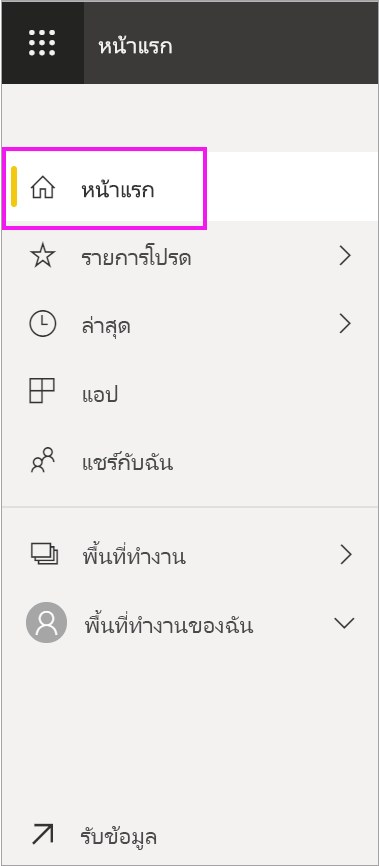 หน้าแรก
หน้าแรก
รายการโปรด
ล่าสุด
แอป
แชร์กับฉัน
พื้นที่ทำงาน
พื้นที่ทำงานของฉัน
รับข้อมูล